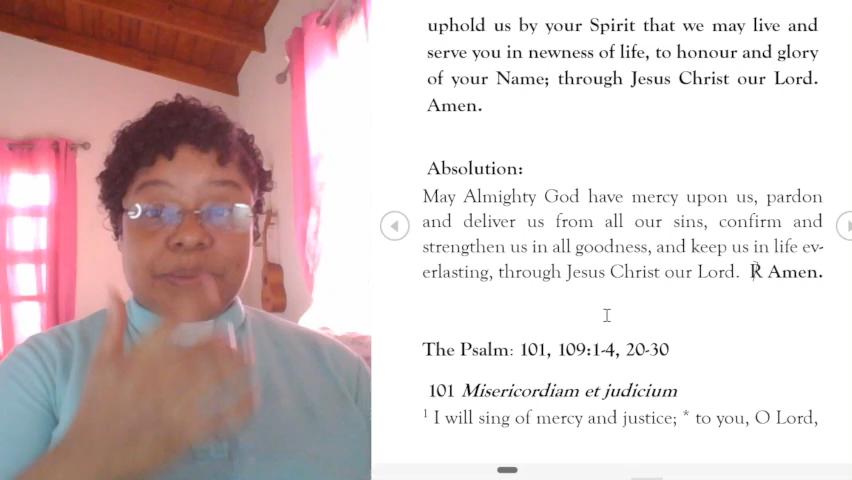 uphold us by your Spirit that we may live and
serve you in newness of life, to honour and glory
of your Name; through Jesus Christ our Lord.
Amen.
Absolution:
May Almighty God have mercy upon us, pardon
and deliver us from all our sins, confirm and
strengthen us in all goodness, and keep us in life ev-
erlasting, through Jesus Christ our Lord. ℟ Amen.
The Psalm: 101, 109:1-4, 20-30
101 Misericordiam et judicium
1 I will sing of mercy and justice; * to you, O Lord,